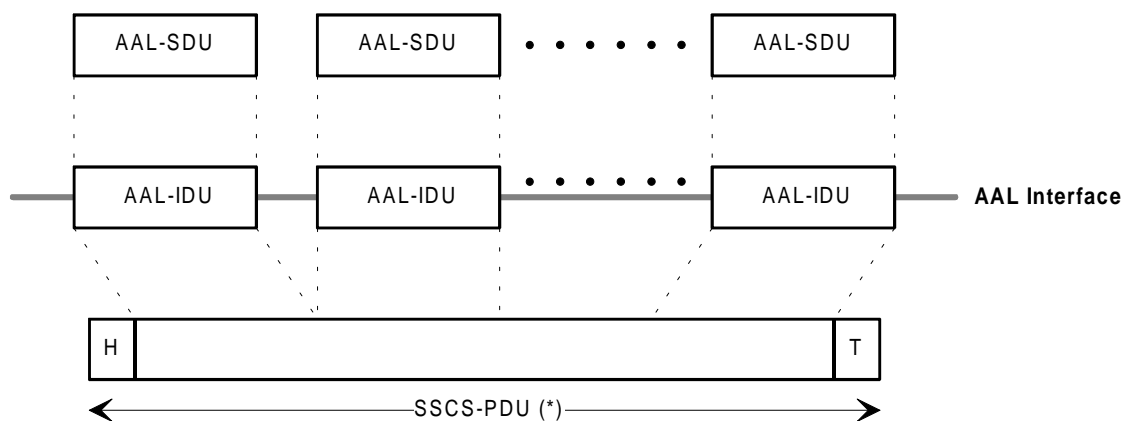 AAL-SDU AAL-SDU AAL-SDU
AAL-IDU AAL-IDU AAL-IDU AAL Interface
H T
SSCS-PDU (*)